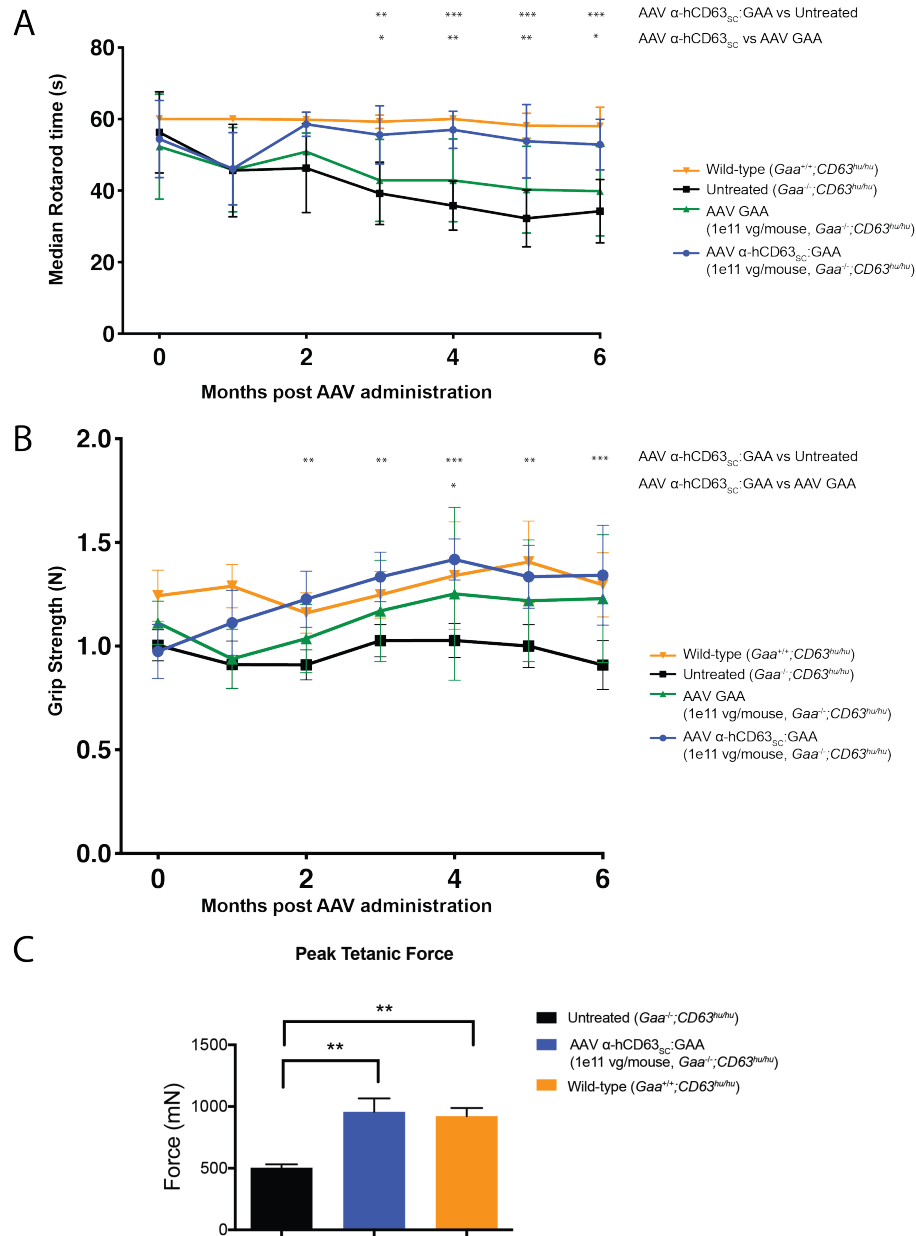 A
** *** *** *** AAV α-hCD63SC:GAA vs Untreated
* ** ** * AAV α-hCD63SC vs AAV GAA
Median Rotarod time (s)
80
60
40
20
0
0 2 4 6
Months post AAV administration
Wild-type (Gaa+/+;CD63hu/hu)
Untreated (Gaa-/-;CD63hu/hu)
AAV GAA
(1e11 vg/mouse, Gaa-/-;CD63hu/hu)
AAV α-hCD63SC:GAA
(1e11 vg/mouse, Gaa-/-;CD63hu/hu)
B
** ** *** ** *** AAV α-hCD63SC:GAA vs Untreated
* AAV α-hCD63SC:GAA vs AAV GAA
Grip Strength (N)
2.0
1.5
1.0
0.5
0.0
0 2 4 6
Months post AAV administration
Wild-type (Gaa+/+;CD63hu/hu)
Untreated (Gaa-/-;CD63hu/hu)
AAV GAA
(1e11 vg/mouse, Gaa-/-;CD63hu/hu)
AAV α-hCD63SC:GAA
(1e11 vg/mouse, Gaa-/-;CD63hu/hu)
C
Peak Tetanic Force
**
**
Force (mN)
1500
1000
500
0
Untreated (Gaa-/-;CD63hu/hu)
AAV α-hCD63SC:GAA
(1e11 vg/mouse, Gaa-/-;CD63hu/hu)
Wild-type (Gaa+/+;CD63hu/hu)